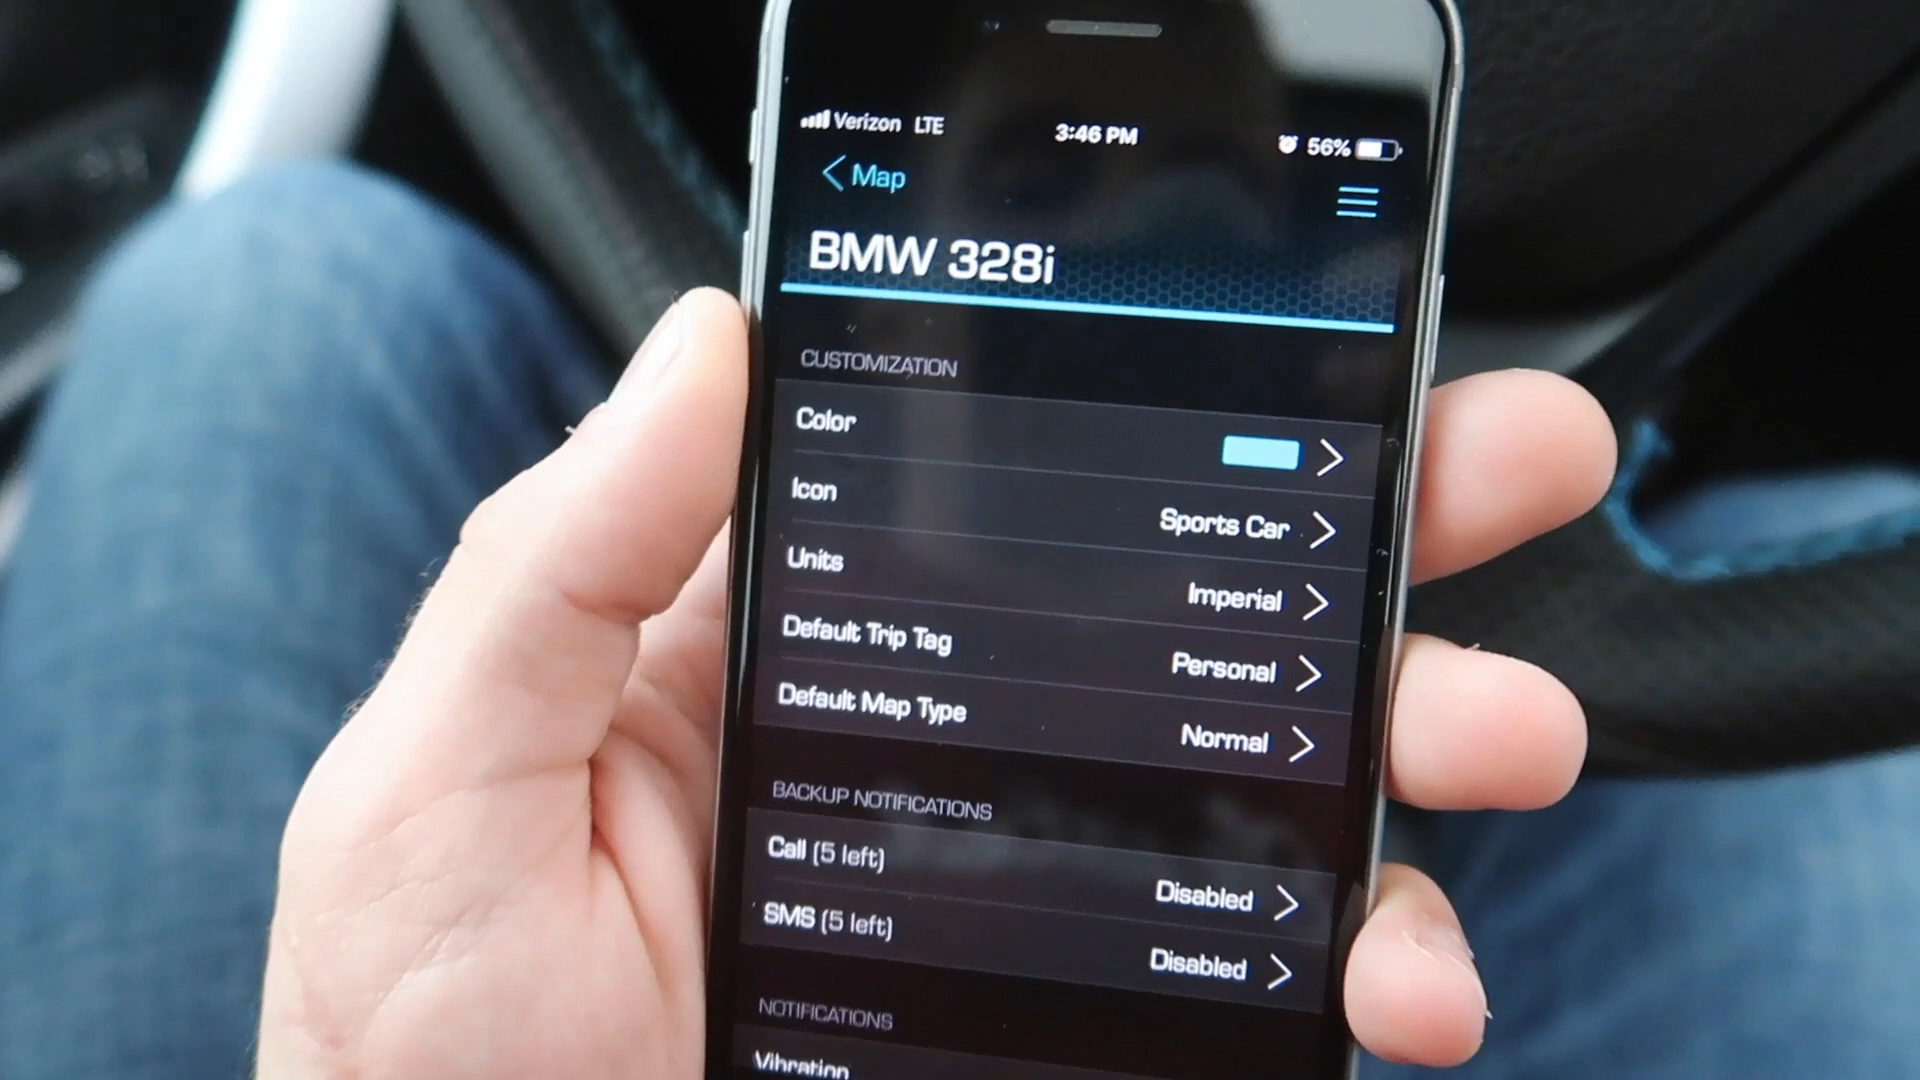 Verizon LTE 3:46 PM 56%
Map
BMW 328i
CUSTOMIZATION
Color
Icon Sports Car
Units Imperial
Default Trip Tag Personal
Default Map Type Normal
BACKUP NOTIFICATIONS
Call (5 left) Disabled
SMS (5 left) Disabled
NOTIFICATIONS
Vibration